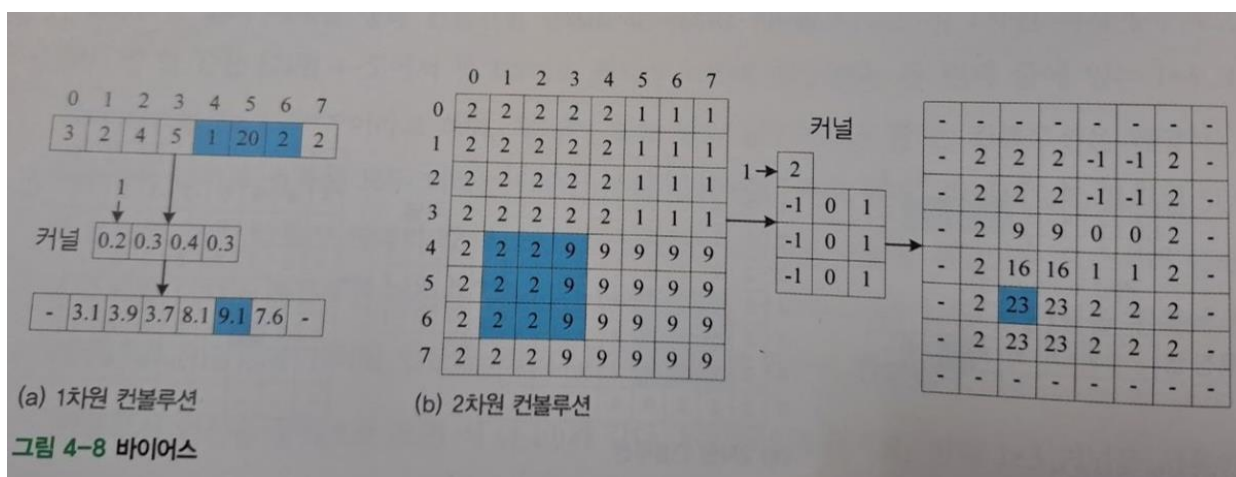 0 1 2 3 4 5 6 7
3 2 4 5 1 20 2 2
1
커널 0.2 0.3 0.4 0.3
- 3.1 3.9 3.7 8.1 9.1 7.6 -
(a) 1차원 컨볼루션
0 1 2 3 4 5 6 7
0 2 2 2 2 2 1 1 1
1 2 2 2 2 2 1 1 1
2 2 2 2 2 2 1 1 1
3 2 2 2 2 2 1 1 1
4 2 2 2 9 9 9 9 9
5 2 2 2 9 9 9 9 9
6 2 2 2 9 9 9 9 9
7 2 2 2 9 9 9 9 9
(b) 2차원 컨볼루션
커널
1 2
-1 0 1
-1 0 1
-1 0 1
- - - - - - - -
- 2 2 2 -1 -1 2 -
- 2 2 2 -1 -1 2 -
- 2 9 9 0 0 2 -
- 2 16 16 1 1 2 -
- 2 23 23 2 2 2 -
- 2 23 23 2 2 2 -
- - - - - - - -
그림 4-8 바이어스